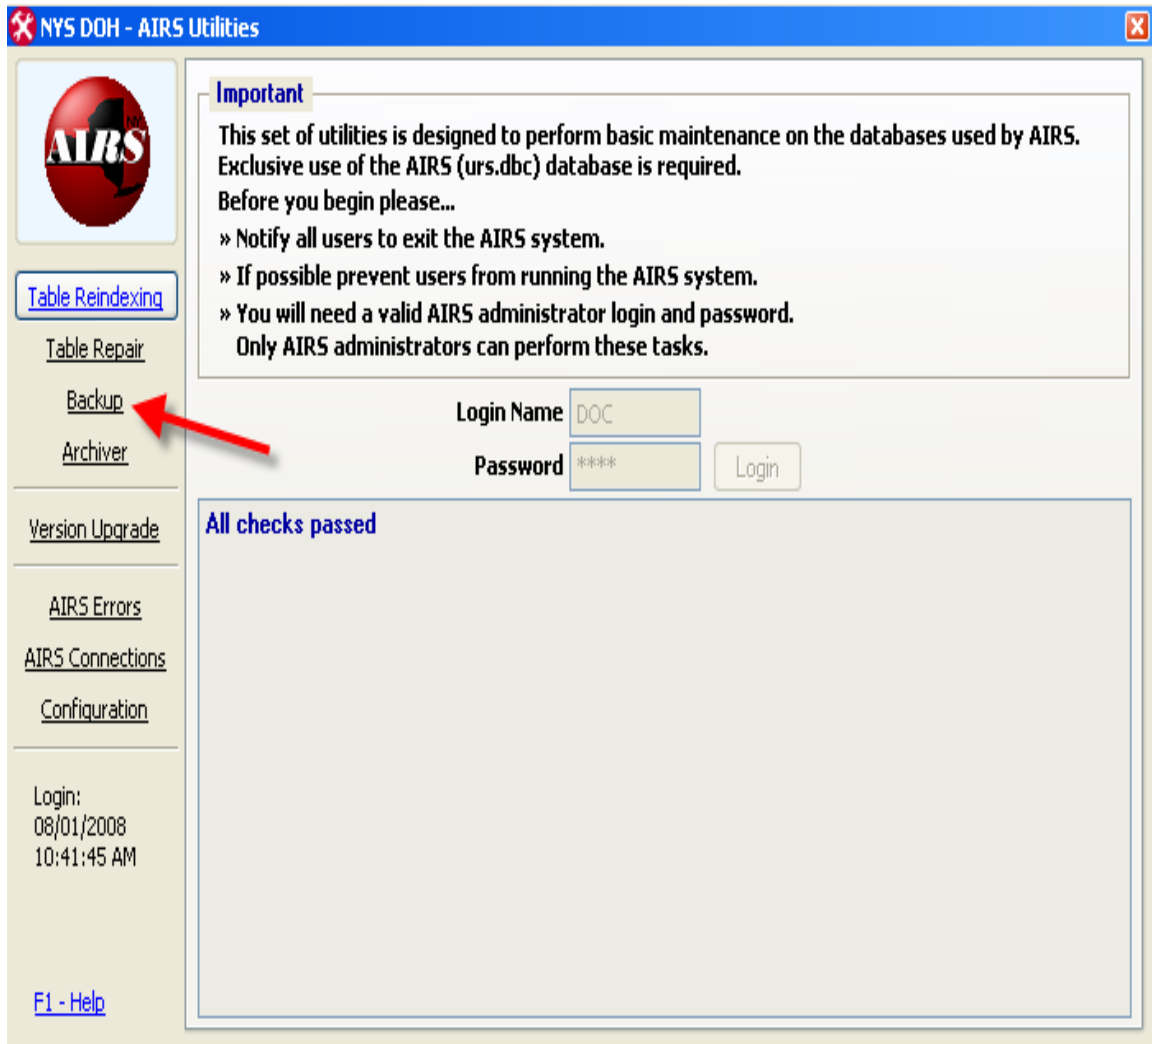 NYS DOH - AIRS Utilities
AIRS
NY
Important
This set of utilities is designed to perform basic maintenance on the databases used by AIRS.
Exclusive use of the AIRS (urs.dbc) database is required.
Before you begin please...
» Notify all users to exit the AIRS system.
» If possible prevent users from running the AIRS system.
» You will need a valid AIRS administrator login and password.
Only AIRS administrators can perform these tasks.
Table Reindexing
Table Repair
Backup
Archiver
Version Upgrade
AIRS Errors
AIRS Connections
Configuration
Login:
08/01/2008
10:41:45 AM
F1 - Help
Login Name DOC
Password **** Login
All checks passed